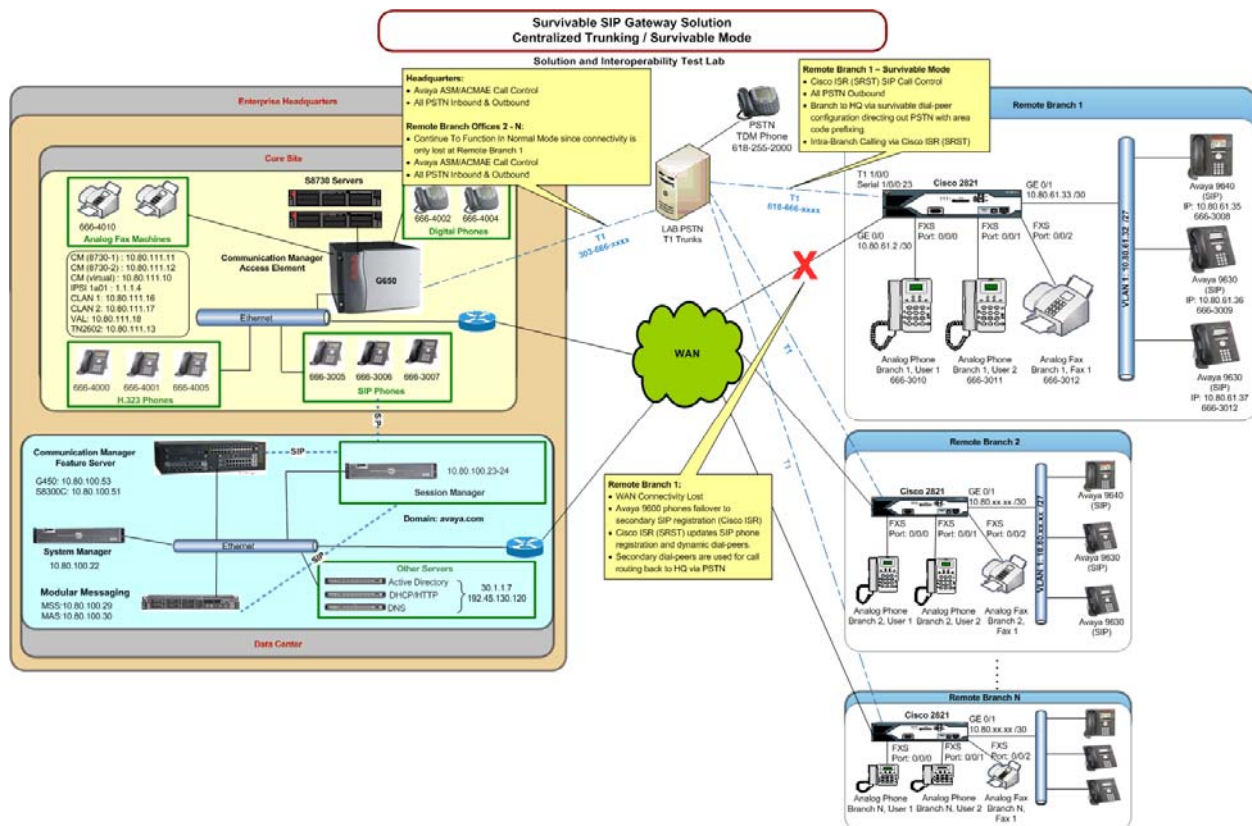 Survivable SIP Gateway Solution
Centralized Trunking / Survivable Mode
Solution and Interoperability Test Lab
Enterprise Headquarters
Core Site
S8730 Servers
666-4010
Analog Fax Machines
666-4002
666-4004
Digital Phones
CM (8730-1) : 10.80.111.11
CM (8730-2) : 10.80.111.12
CM (virtual) : 10.80.111.10
IPSI 1a01 : 1.1.1.4
CLAN 1: 10.80.111.16
CLAN 2: 10.80.111.17
VAL: 10.80.111.18
TN2602: 10.80.111.13
Communication Manager
Access Element
G650
Ethernet
666-4000
666-4001
666-4005
H.323 Phones
666-3005
666-3006
666-3007
SIP Phones
SIP
Communication Manager
Feature Server
G450: 10.80.100.53
S8300C: 10.80.100.51
SIP
10.80.100.23-24
Session Manager
Domain: avaya.com
System Manager
10.80.100.22
Ethernet
SIP
Modular Messaging
MSS:10.80.100.29
MAS:10.80.100.30
Other Servers
Active Directory
DHCP/HTTP
DNS
30.1.1.7
192.45.130.120
Data Center
Headquarters:
• Avaya ASM/ACMAE Call Control
• All PSTN Inbound & Outbound
Remote Branch Offices 2 - N:
• Continue To Function In Normal Mode since connectivity is
only lost at Remote Branch 1
• Avaya ASM/ACMAE Call Control
• All PSTN Inbound & Outbound
T1
303-666-xxxx
PSTN
TDM Phone
618-255-2000
LAB PSTN
T1 Trunks
T1
618-666-xxxx
T1
T1
WAN
X
Remote Branch 1 – Survivable Mode
• Cisco ISR (SRST) SIP Call Control
• All PSTN Outbound
• Branch to HQ via survivable dial-peer
configuration directing out PSTN with area
code prefixing
• Intra-Branch Calling via Cisco ISR (SRST)
Remote Branch 1:
• WAN Connectivity Lost
• Avaya 9600 phones failover to
secondary SIP registration (Cisco ISR)
• Cisco ISR (SRST) updates SIP phone
registration and dynamic dial-peers.
• Secondary dial-peers are used for call
routing back to HQ via PSTN
Remote Branch 1
T1 1/0/0
Serial 1/0/0:23
Cisco 2821
GE 0/1
10.80.61.33 /30
GE 0/0
10.80.61.2 /30
FXS
Port: 0/0/0
FXS
Port: 0/0/1
FXS
Port: 0/0/2
Analog Phone
Branch 1, User 1
666-3010
Analog Phone
Branch 1, User 2
666-3011
Analog Fax
Branch 1, Fax 1
666-3012
VLAN 1: 10.80.61.32 /27
Avaya 9640
(SIP)
IP: 10.80.61.35
666-3008
Avaya 9630
(SIP)
IP: 10.80.61.36
666-3009
Avaya 9630
(SIP)
IP: 10.80.61.37
666-3012
Remote Branch 2
Cisco 2821
GE 0/1
10.80.xx.xx /30
FXS
Port: 0/0/0
FXS
Port: 0/0/1
FXS
Port: 0/0/2
Analog Phone
Branch 2, User 1
Analog Phone
Branch 2, User 2
Analog Fax
Branch 2,
Fax 1
VLAN 1: 10.80.xx.xx /27
Avaya 9640
(SIP)
Avaya 9630
(SIP)
Avaya 9630
(SIP)
Remote Branch N
Cisco 2821
GE 0/1
10.80.xx.xx /30
FXS
Port: 0/0/0
FXS
Port: 0/0/1
FXS
Port: 0/0/2
Analog Phone
Branch N, User 1
Analog Phone
Branch N, User 2
Analog Fax
Branch N,
Fax 1